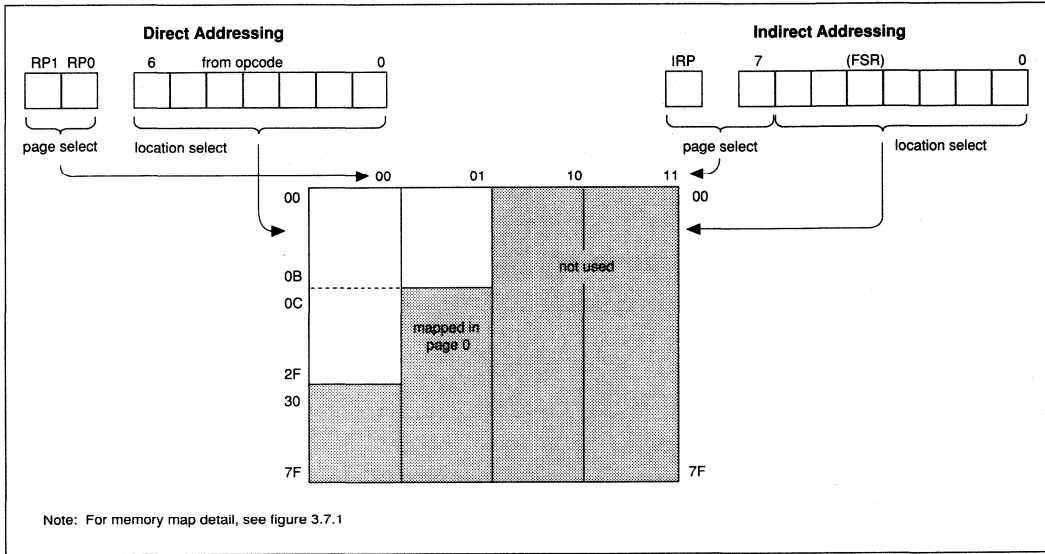 Direct Addressing
RP1 RP0
6 from opcode 0
page select
location select
Indirect Addressing
IRP
7 (FSR) 0
page select
location select
00 01 10 11
00
0B
0C
2F
30
7F
00
7F
mapped in
page 0
not used
Note: For memory map detail, see figure 3.7.1